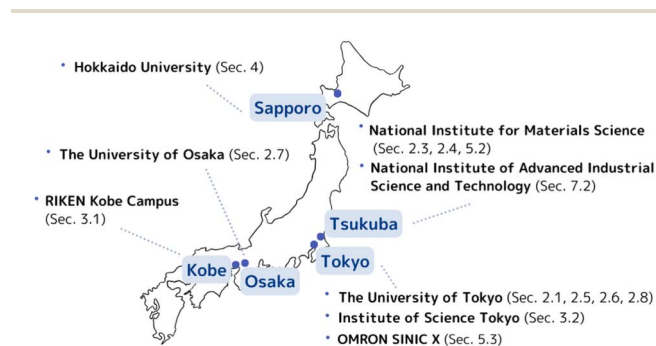 • Hokkaido University (Sec. 4)
Sapporo
• National Institute for Materials Science
(Sec. 2.3, 2.4, 5.2)
• National Institute of Advanced Industrial
Science and Technology (Sec. 7.2)
• The University of Osaka (Sec. 2.7)
• RIKEN Kobe Campus
(Sec. 3.1)
Tsukuba
Tokyo
Kobe
Osaka
• The University of Tokyo (Sec. 2.1, 2.5, 2.6, 2.8)
• Institute of Science Tokyo (Sec. 3.2)
• OMRON SINIC X (Sec. 5.3)